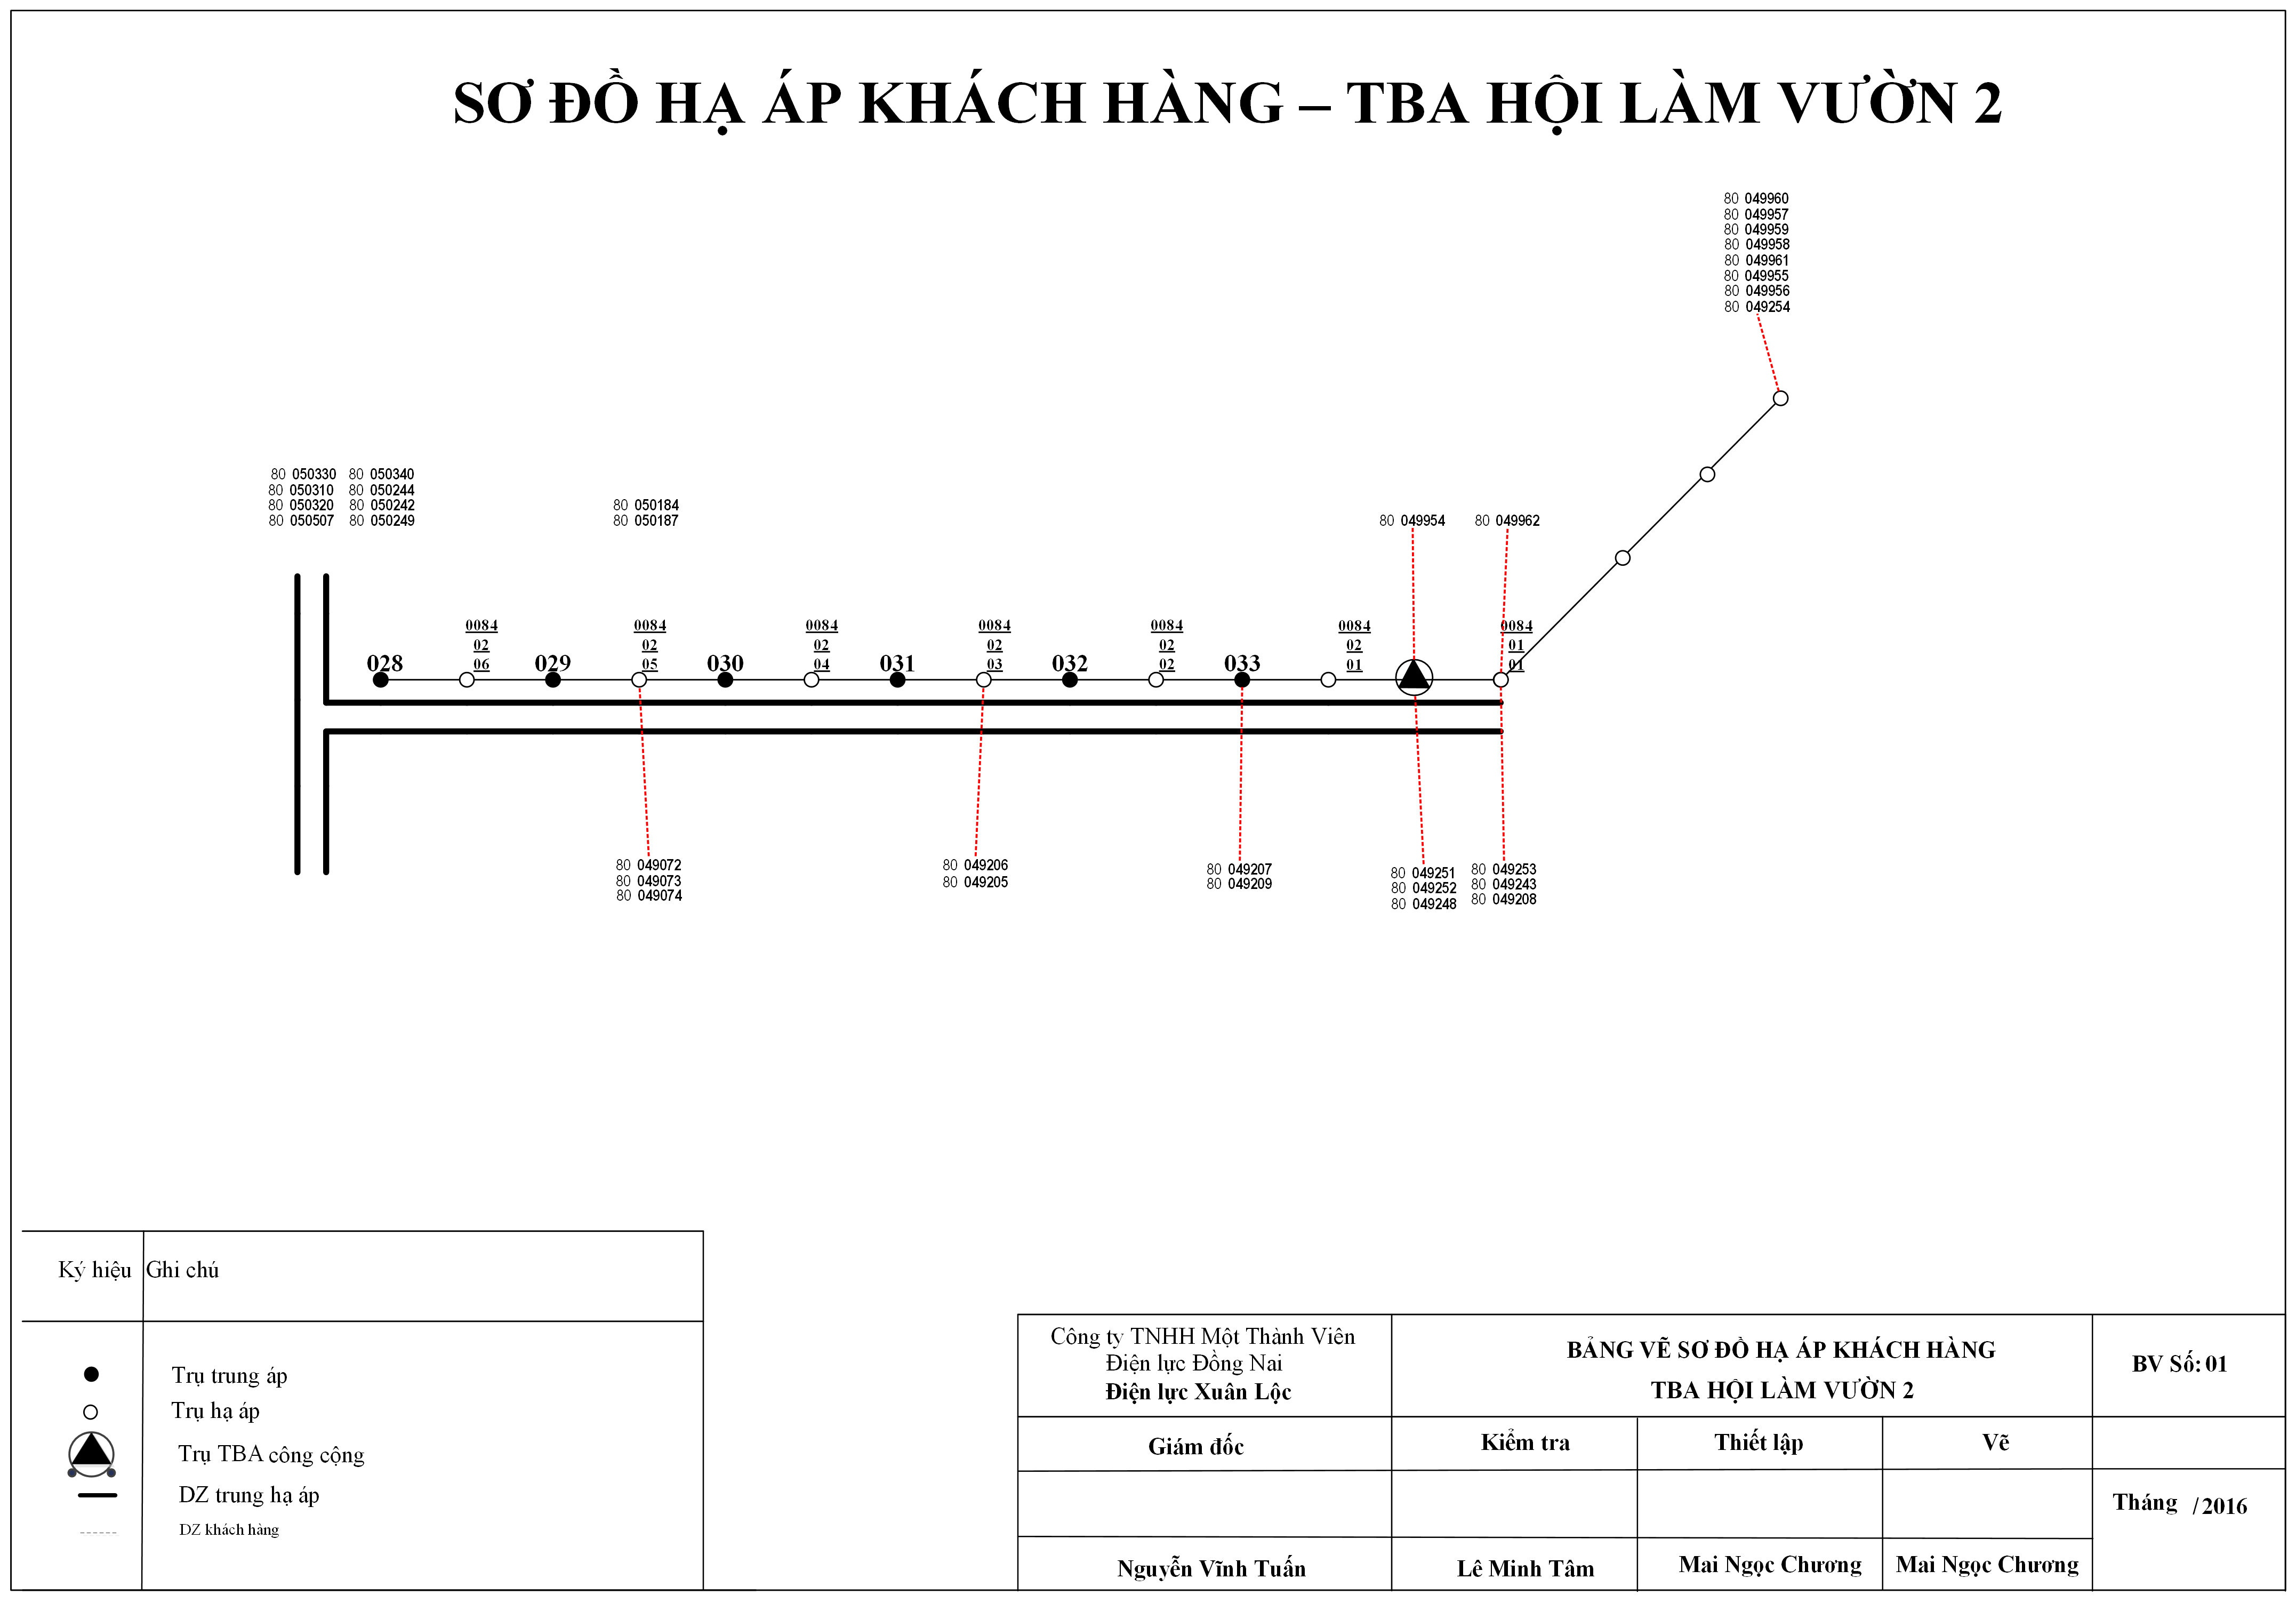 SƠ ĐỒ HẠ ÁP KHÁCH HÀNG – TBA HỘI LÀM VƯỜN 2
80 049960
80 049957
80 049959
80 049958
80 049961
80 049955
80 049956
80 049254
80 050330 80 050340
80 050310 80 050244
80 050320 80 050242
80 050507 80 050249
80 050184
80 050187
80 049954
80 049962
028
0084
02
06
029
0084
02
05
030
0084
02
04
031
0084
02
03
032
0084
02
02
033
0084
02
01
0084
01
01
80 049072
80 049073
80 049074
80 049206
80 049205
80 049207
80 049209
80 049251
80 049252
80 049248
80 049253
80 049243
80 049208
Ký hiệu Ghi chú
Trụ trung áp
Trụ hạ áp
Trụ TBA công cộng
DZ trung hạ áp
DZ khách hàng
Công ty TNHH Một Thành Viên
Điện lực Đồng Nai
Điện lực Xuân Lộc
BẢNG VẼ SƠ ĐỒ HẠ ÁP KHÁCH HÀNG
TBA HỘI LÀM VƯỜN 2
BV Số: 01
Giám đốc Kiểm tra Thiết lập Vẽ
Tháng /2016
Nguyễn Vĩnh Tuấn Lê Minh Tâm Mai Ngọc Chương Mai Ngọc Chương